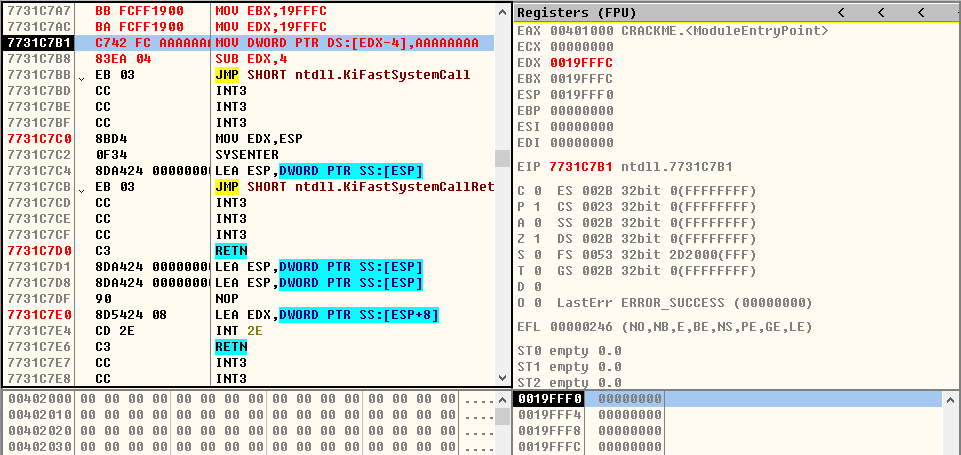 7731C7A7 BB FCFF1900 MOV EBX,19FFFC
7731C7AC BA FCFF1900 MOV EDX,19FFFC
7731C7B1 C742 FC AAAAAAA MOV DWORD PTR DS:[EDX-4],AAAAAAAA
7731C7B8 83EA 04 SUB EDX,4
7731C7BB EB 03 JMP SHORT ntdll.KiFastSystemCall
7731C7BD CC INT3
7731C7BE CC INT3
7731C7BF CC INT3
7731C7C0 8BD4 MOV EDX,ESP
7731C7C2 0F34 SYSENTER
7731C7C4 8DA424 00000000 LEA ESP,DWORD PTR SS:[ESP]
7731C7CB EB 03 JMP SHORT ntdll.KiFastSystemCallRet
7731C7CD CC INT3
7731C7CE CC INT3
7731C7CF CC INT3
7731C7D0 C3 RETN
7731C7D1 8DA424 00000000 LEA ESP,DWORD PTR SS:[ESP]
7731C7D8 8DA424 00000000 LEA ESP,DWORD PTR SS:[ESP]
7731C7DF 90 NOP
7731C7E0 8D5424 08 LEA EDX,DWORD PTR SS:[ESP+8]
7731C7E4 CD 2E INT 2E
7731C7E6 C3 RETN
7731C7E7 CC INT3
7731C7E8 CC INT3
Registers (FPU) < < < <
EAX 00401000 CRACKME.<ModuleEntryPoint>
ECX 00000000
EDX 0019FFFC
EBX 0019FFFC
ESP 0019FFF0
EBP 00000000
ESI 00000000
EDI 00000000
EIP 7731C7B1 ntdll.7731C7B1
C 0 ES 002B 32bit 0(FFFFFFFF)
P 1 CS 0023 32bit 0(FFFFFFFF)
A 0 SS 002B 32bit 0(FFFFFFFF)
Z 1 DS 002B 32bit 0(FFFFFFFF)
S 0 FS 0053 32bit 2D2000(FFF)
T 0 GS 002B 32bit 0(FFFFFFFF)
D 0
O 0 LastErr ERROR_SUCCESS (00000000)
EFL 00000246 (NO,NB,E,BE,NS,PE,GE,LE)
ST0 empty 0.0
ST1 empty 0.0
ST2 empty 0.0
00402000 00 00 00 00 00 00 00 00 00 00 00 00 00 00 00 00 ....
00402010 00 00 00 00 00 00 00 00 00 00 00 00 00 00 00 00 ....
00402020 00 00 00 00 00 00 00 00 00 00 00 00 00 00 00 00 ....
00402030 00 00 00 00 00 00 00 00 00 00 00 00 00 00 00 00 ....
0019FFF0 00000000
0019FFF4 00000000
0019FFF8 00000000
0019FFFC 00000000